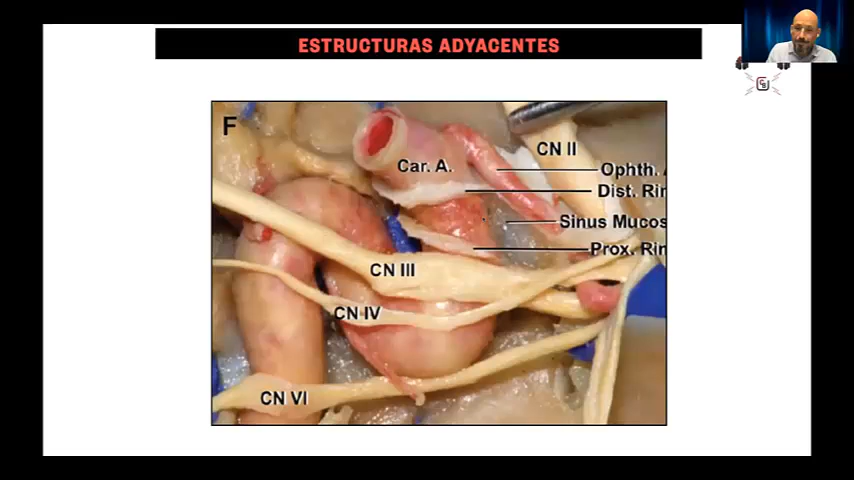 ESTRUCTURAS ADYACENTES
F
CN II
Car. A.
Ophth.
Dist. Rin
Sinus Mucos
Prox. Rin
CN III
CN IV
CN VI